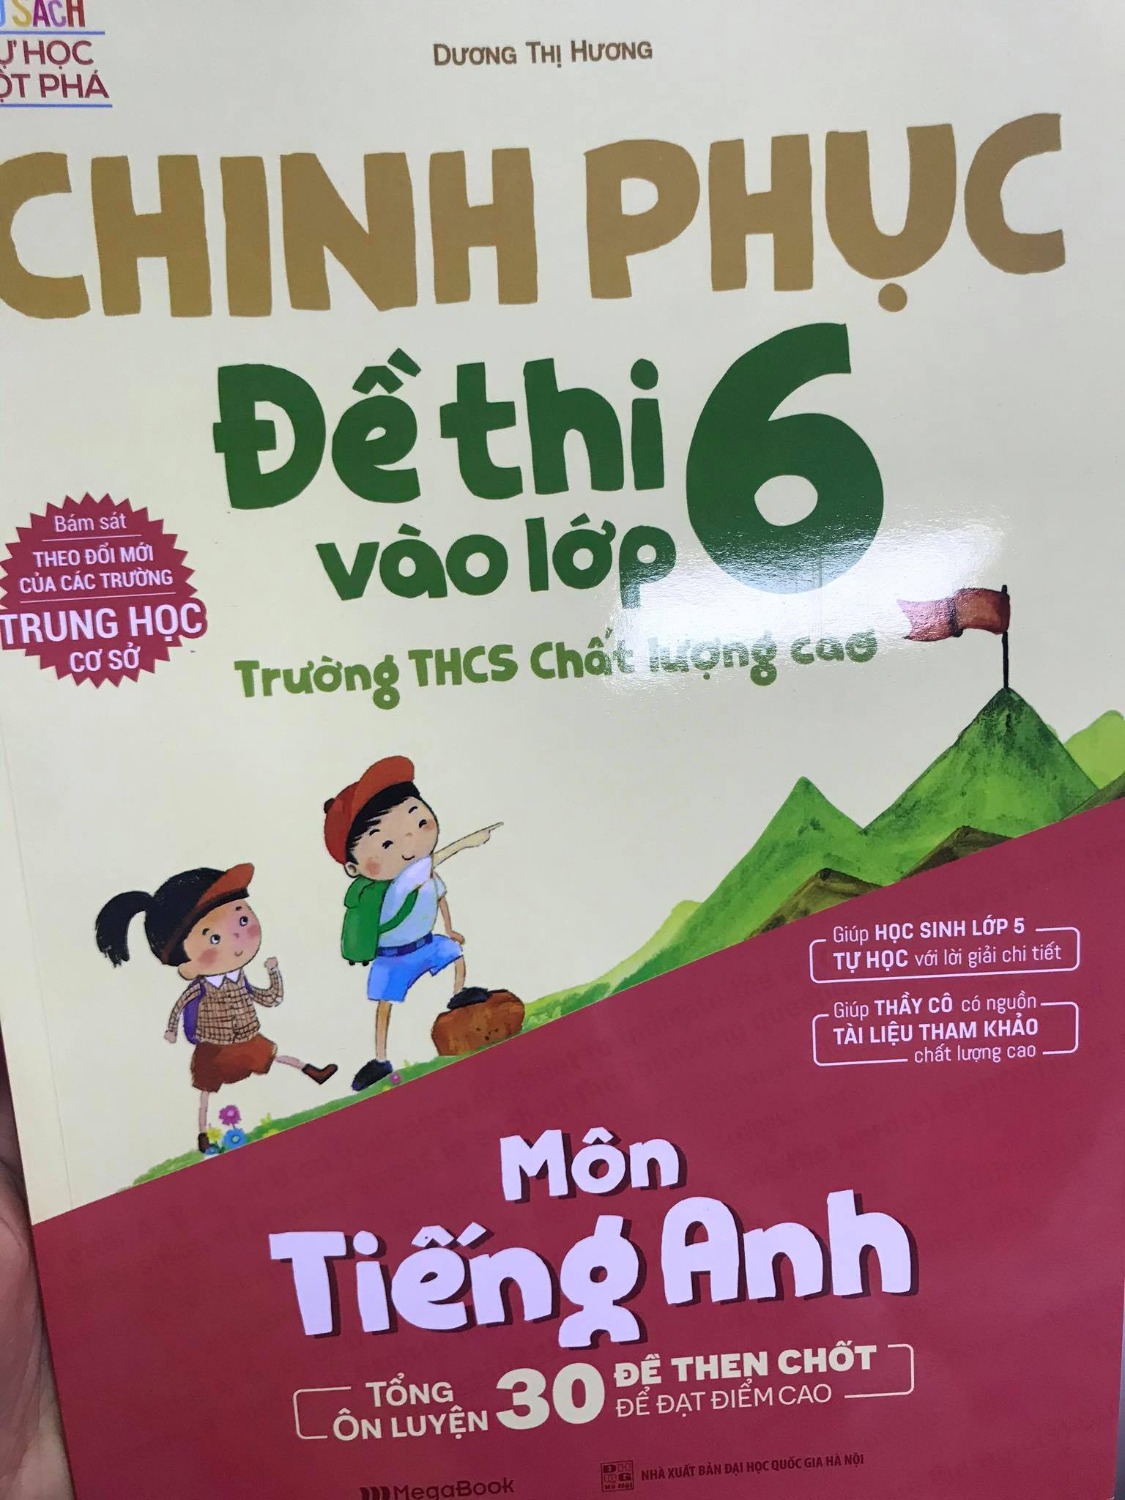 SÁCH
HỌC
PHÁ
DƯƠNG THỊ HƯƠNG
CHINH PHỤC
Đề thi
vào lớp 6
Trường THCS Chất lượng cao
Bám sát
THEO ĐỔI MỚI
CỦA CÁC TRƯỜNG
TRUNG HỌC
CƠ SỞ
Giúp HỌC SINH LỚP 5
TỰ HỌC với lời giải chi tiết
Giúp THẦY CÔ có nguồn
TÀI LIỆU THAM KHẢO
chất lượng cao
Môn
Tiếng Anh
TỔNG
ÔN LUYỆN 30 ĐỀ THEN CHỐT
ĐỂ ĐẠT ĐIỂM CAO
MegaBook
NHÀ XUẤT BẢN ĐẠI HỌC QUỐC GIA HÀ NỘI